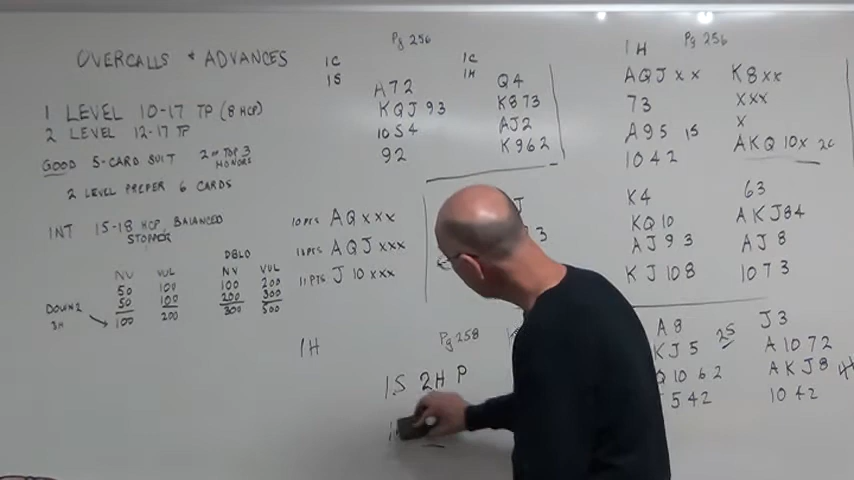 OVERCALLS & ADVANCES
1 LEVEL 10-17 TP (8 HCP)
2 LEVEL 12-17 TP
GOOD 5-CARD SUIT 2 OF TOP 3 HONORS
2 LEVEL PREFER 6 CARDS
1NT 15-18 HCP, BALANCED
STOPPER
DBLD
NV VUL NV VUL
50 100 100 200
DOWN 2 50 100 200 300
3H 100 200 300 500
Pg 256
1C
1S
A72
KQJ93
1054
92
1C
1H
Q4
K873
AJ2
K962
10 PTS AQxxx
AQJxxx
11 PTS J10xxx
J
3
1H
Pg 258
1S 2H P
1H Pg 256
AQJxx
73
A95 1S
1042
K8xx
xxx
x
AKQ10x 2C
K4
KQ10
AJ93
KJ108
63
AKJ84
AJ8
1073
A8
KJ5 2S
Q1062
542
J3
A1072
AKJ8
1042